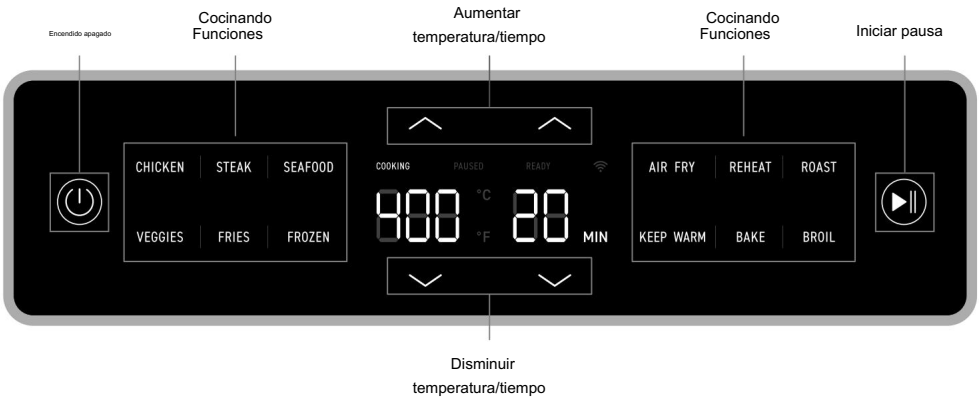 Encendido apagado
Cocinando
Funciones
Aumentar
temperatura/tiempo
Cocinando
Funciones
Iniciar pausa
CHICKEN STEAK SEAFOOD
COOKING PAUSED READY
AIR FRY REHEAT ROAST
400 °C °F 20 MIN
VEGGIES FRIES FROZEN
KEEP WARM BAKE BROIL
Disminuir
temperatura/tiempo